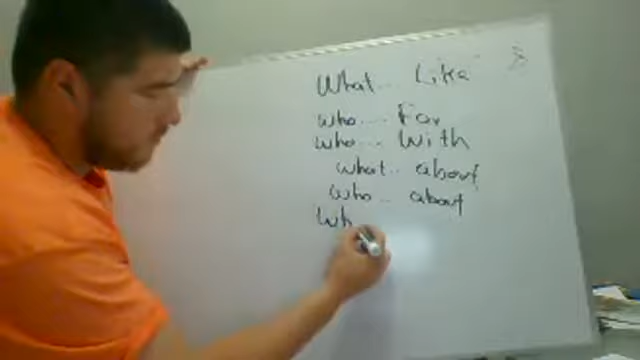 What... Like
who.... For
who... With
what.. about
who... about
Wh